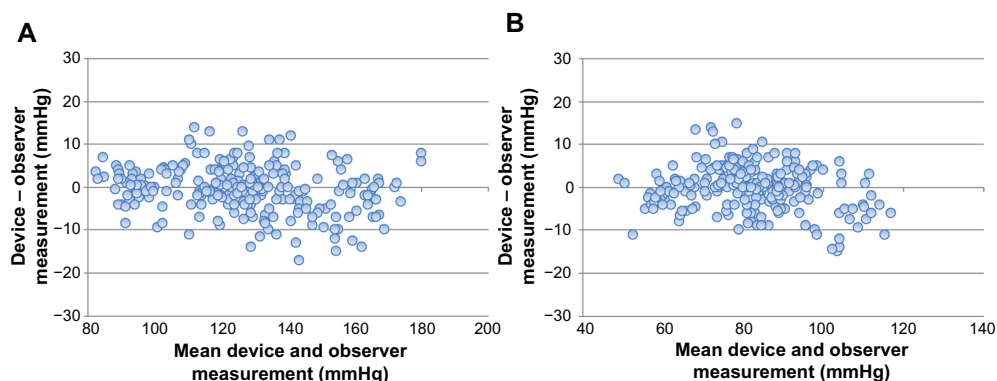 A
30
20
10
0
−10
−20
−30
80
100
120
140
160
180
200
Device – observer
measurement (mmHg)
Mean device and observer
measurement (mmHg)
B
30
20
10
0
−10
−20
−30
40
60
80
100
120
140
Device – observer
measurement (mmHg)
Mean device and observer
measurement (mmHg)